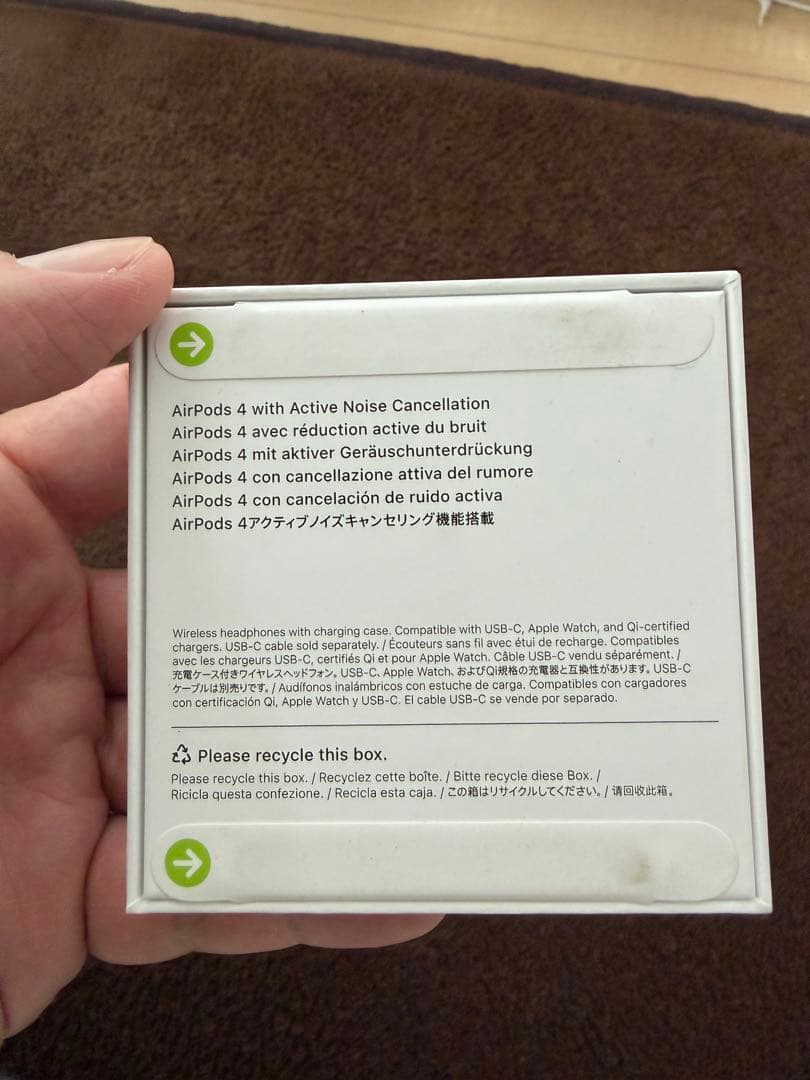 AirPods 4 with Active Noise Cancellation
AirPods 4 avec réduction active du bruit
AirPods 4 mit aktiver Geräuschunterdrückung
AirPods 4 con cancellazione attiva del rumore
AirPods 4 con cancelación de ruido activa
AirPods 4アクティブノイズキャンセリング機能搭載
Wireless headphones with charging case. Compatible with USB-C, Apple Watch, and Qi-certified
chargers. USB-C cable sold separately. / Écouteurs sans fil avec étui de recharge. Compatibles
avec les chargeurs USB-C, certifiés Qi et pour Apple Watch. Câble USB-C vendu séparément. /
充電ケース付きワイヤレスヘッドフォン。USB-C、Apple Watch、およびQi規格の充電器と互換性があります。USB-C
ケーブルは別売りです。/ Audífonos inalámbricos con estuche de carga. Compatibles con cargadores
con certificación Qi, Apple Watch y USB-C. El cable USB-C se vende por separado.
Please recycle this box.
Please recycle this box. / Recyclez cette boîte. / Bitte recycle diese Box. /
Ricicla questa confezione. / Recicla esta caja. / この箱はリサイクルしてください。/ 请回收此箱。